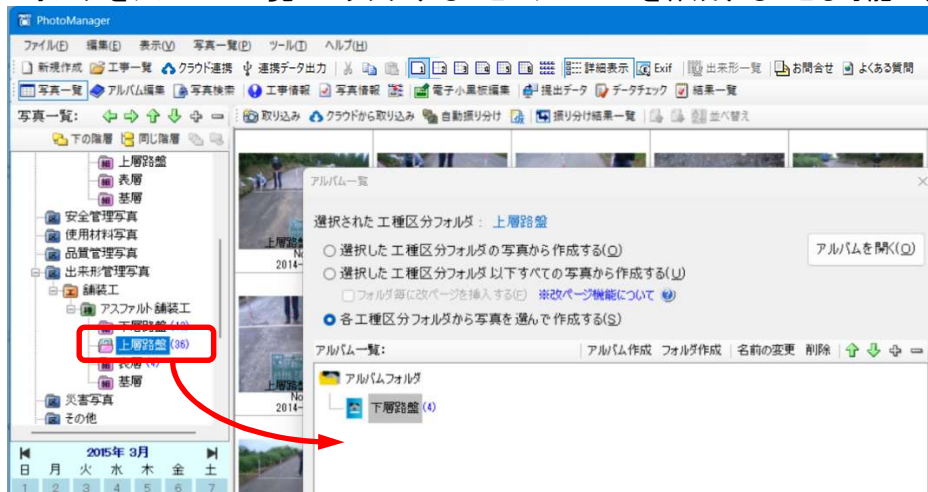 PhotoManager
ファイル(F) 編集(E) 表示(V) 写真一覧(P) ツール(T) ヘルプ(H)
新規作成 工事一覧 クラウド連携 連携データ出力 詳細表示 Exif 出来形一覧 お問合せ よくある質問
写真一覧 アルバム編集 写真検索 工事情報 写真情報 電子小黒板編集 提出データ データチェック 結果一覧
写真一覧: 取り込み クラウドから取り込み 自動振り分け 振り分け結果一覧 並べ替え
下の階層 同じ階層
上層路盤
表層
基層
安全管理写真
使用材料写真
品質管理写真
出来形管理写真
舗装工
アスファルト舗装工
下層路盤
上層路盤 (36)
表層
基層
災害写真
その他
2015年 3月
日 月 火 水 木 金 土
1 2 3 4 5 6 7
上層路
No
2014-
上層路
No
2014-
アルバム一覧
選択された工種区分フォルダ: 上層路盤
選択した工種区分フォルダの写真から作成する(O)
選択した工種区分フォルダ以下すべての写真から作成する(U)
フォルダ毎に改ページを挿入する(E) ※改ページ機能について
各工種区分フォルダから写真を選んで作成する(S)
アルバムを開く(O)
アルバム一覧: アルバム作成 フォルダ作成 名前の変更 削除
アルバムフォルダ
下層路盤 (4)